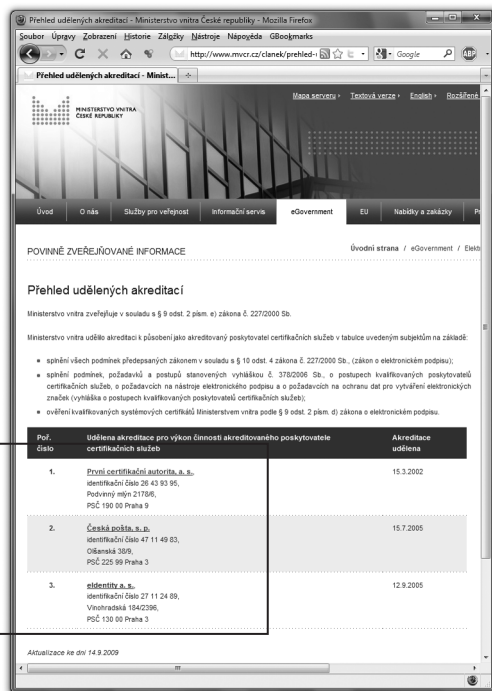 Přehled udělených akreditací - Ministerstvo vnitra České republiky - Mozilla Firefox
Soubor Úpravy Zobrazení Historie Záložky Nástroje Nápověda GBookmarks
http://www.mvcr.cz/clanek/prehled- Google ABP
Přehled udělených akreditací - Minist...
Mapa serveru Textová verze English Rozšířené
MINISTERSTVO VNITRA
ČESKÉ REPUBLIKY
Úvod O nás Služby pro veřejnost Informační servis eGovernment EU Nabídky a zakázky
POVINNĚ ZVEŘEJŇOVANÉ INFORMACE
Úvodní strana / eGovernment / Elekt
Přehled udělených akreditací
Ministerstvo vnitra zveřejňuje v souladu s § 9 odst. 2 písm. e) zákona č. 227/2000 Sb.
Ministerstvo vnitra udělilo akreditaci k působení jako akreditovaný poskytovatel certifikačních služeb v tabulce uvedeným subjektům na základě:
splnění všech podmínek předepsaných zákonem v souladu s § 10 odst. 4 zákona č. 227/2000 Sb., (zákon o elektronickém podpisu);
splnění podmínek, požadavků a postupů stanovených vyhláškou č. 378/2006 Sb., o postupech kvalifikovaných poskytovatelů
certifikačních služeb, o požadavcích na nástroje elektronického podpisu a o požadavcích na ochranu dat pro vytváření elektronických
značek (vyhláška o postupech kvalifikovaných poskytovatelů certifikačních služeb);
ověření kvalifikovaných systémových certifikátů Ministerstvem vnitra podle § 9 odst. 2 písm. d) zákona o elektronickém podpisu.
Poř. číslo Udělena akreditace pro výkon činnosti akreditovaného poskytovatele certifikačních služeb Akreditace udělena
1. První certifikační autorita, a. s., 15.3.2002
identifikační číslo 26 43 93 95,
Podvinný mlýn 2178/6,
PSČ 190 00 Praha 9
2. Česká pošta, s. p. 15.7.2005
identifikační číslo 47 11 49 83,
Olšanská 38/9,
PSČ 225 99 Praha 3
3. eIdentity a. s., 12.9.2005
identifikační číslo 27 11 24 89,
Vinohradská 184/2396,
PSČ 130 00 Praha 3
Aktualizace ke dni 14.9.2009